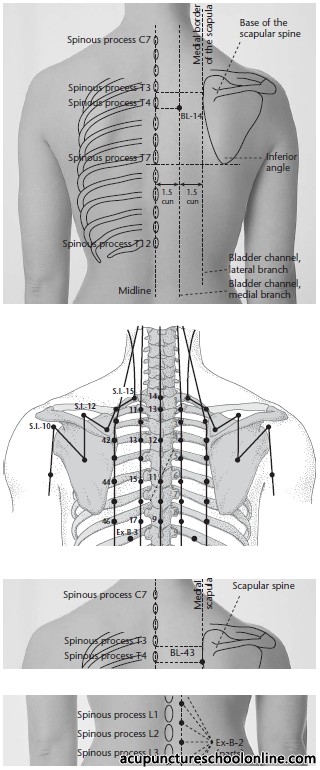 Spinous process C7
Medial border
of the scapula
Base of the
scapular spine
Spinous process T3
Spinous process T4
BL-14
Spinous process T7
Inferior
angle
1.5
cun
1.5
cun
Spinous process T12
Bladder channel,
lateral branch
Bladder channel,
medial branch
Midline
S.I.-15
14
S.I.-12
11
13
S.I.-10
42
13
12
44
15
11
46
17
9
Ex-B-3
Spinous process C7
Medial
scapula
Scapular spine
Spinous process T3
BL-43
Spinous process T4
Spinous process L1
Spinous process L2
Ex-B-2
Spinous process L3
acupunctureschoolonline.com